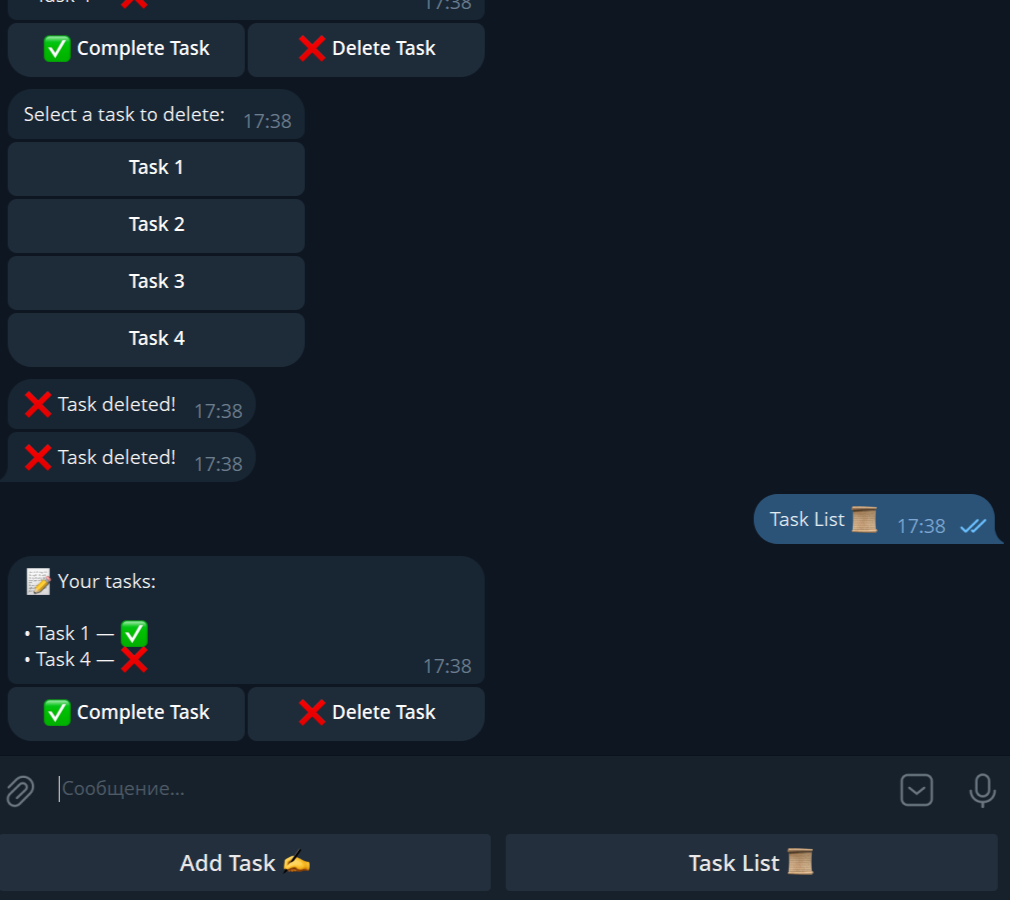 17:38
✅ Complete Task
❌ Delete Task
Select a task to delete: 17:38
Task 1
Task 2
Task 3
Task 4
❌ Task deleted! 17:38
❌ Task deleted! 17:38
Task List 📜 17:38
📝 Your tasks:
• Task 1 — ✅
• Task 4 — ❌ 17:38
✅ Complete Task
❌ Delete Task
Сообщение...
Add Task ✍️
Task List 📜